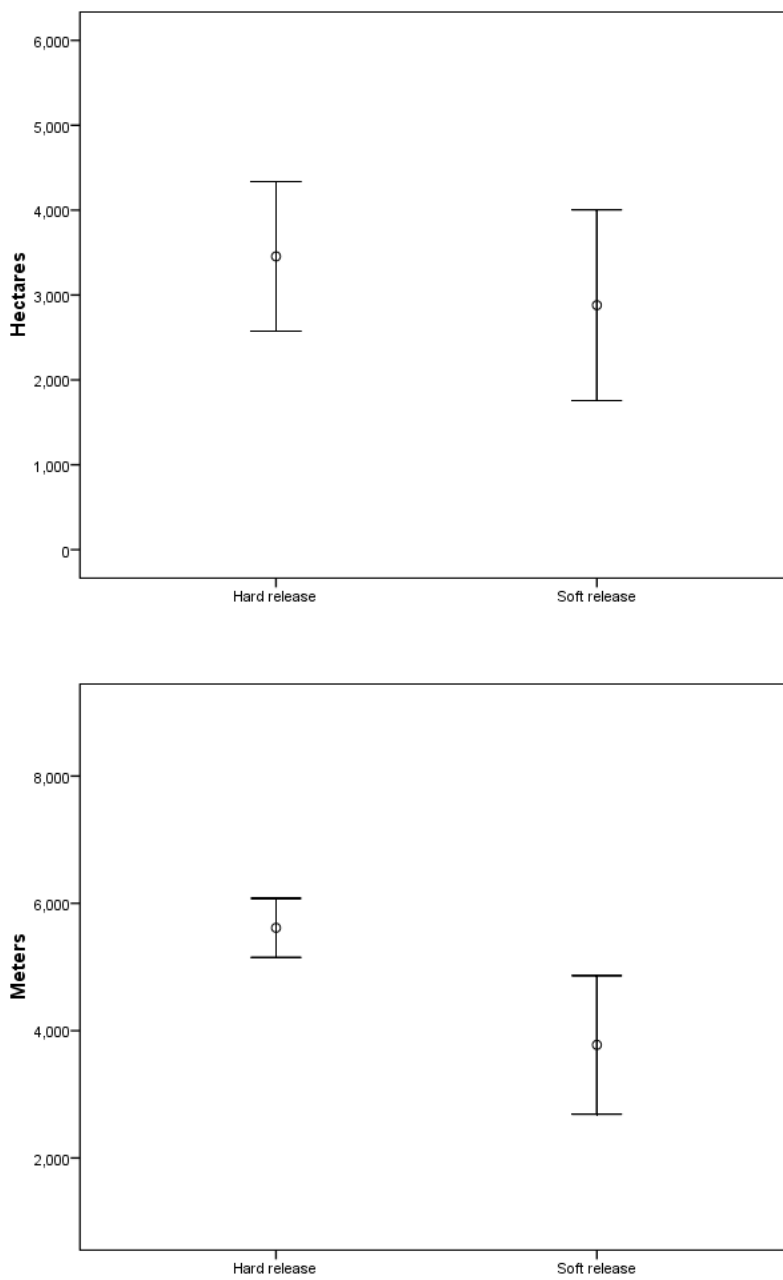 6,000
5,000
4,000
3,000
2,000
1,000
0
Hectares
Hard release
Soft release
8,000
6,000
4,000
2,000
Meters
Hard release
Soft release